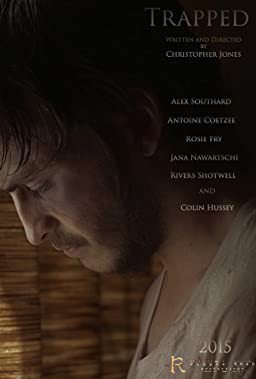 TRAPPED
WRITTEN AND DIRECTED
BY
CHRISTOPHER JONES
ALEX SOUTHARD
ANTOINE COETZEE
ROSIE FRY
JANA NAWARTSCHI
RIVERS SHOTWELL
AND
COLIN HUSSEY
2015
R